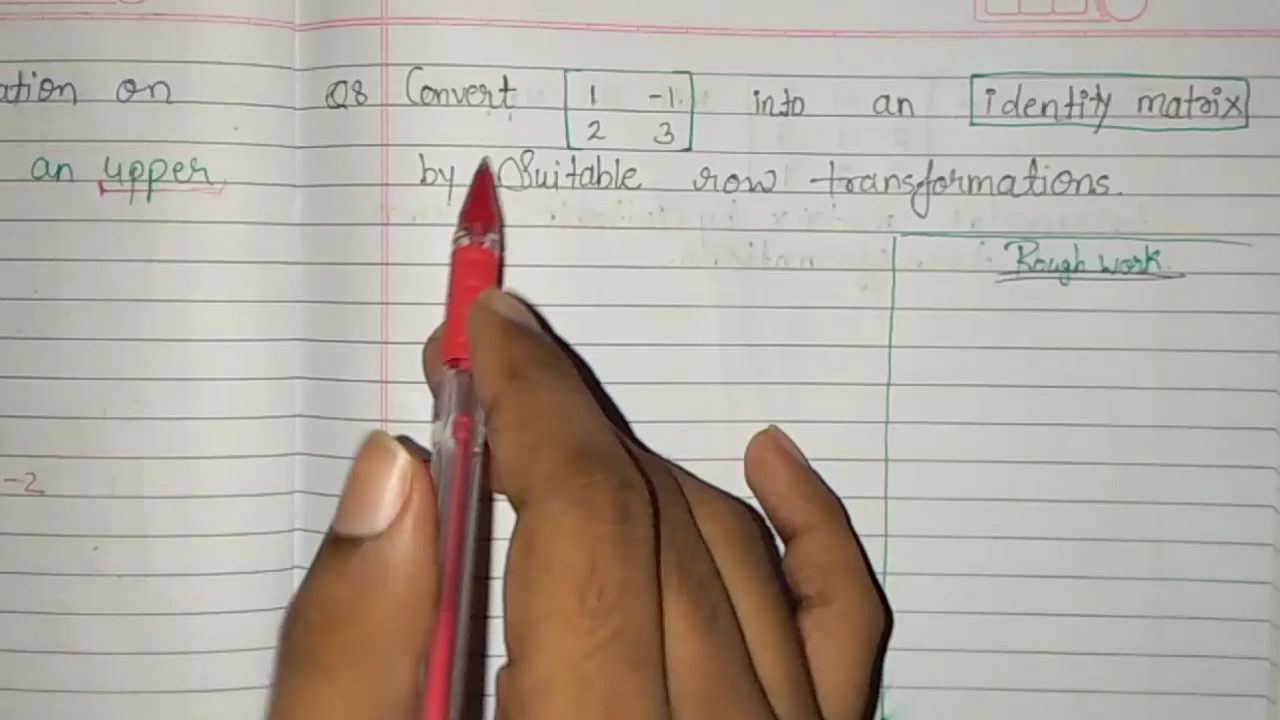 ation on
an upper
-2
Q8 Convert [1 -1
2 3] into an identity matrix
by Suitable row transformations.
Rough work